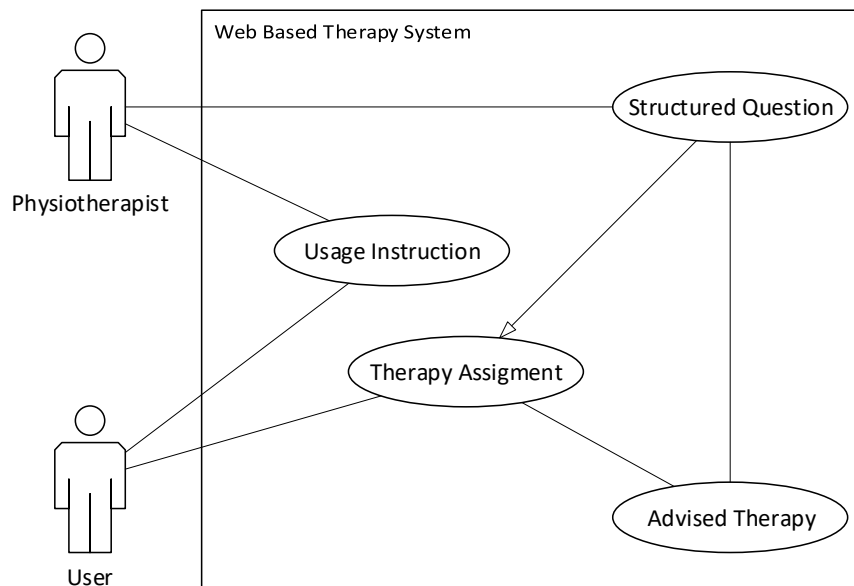 Web Based Therapy System
Structured Question
Physiotherapist
Usage Instruction
Therapy Assigment
Advised Therapy
User